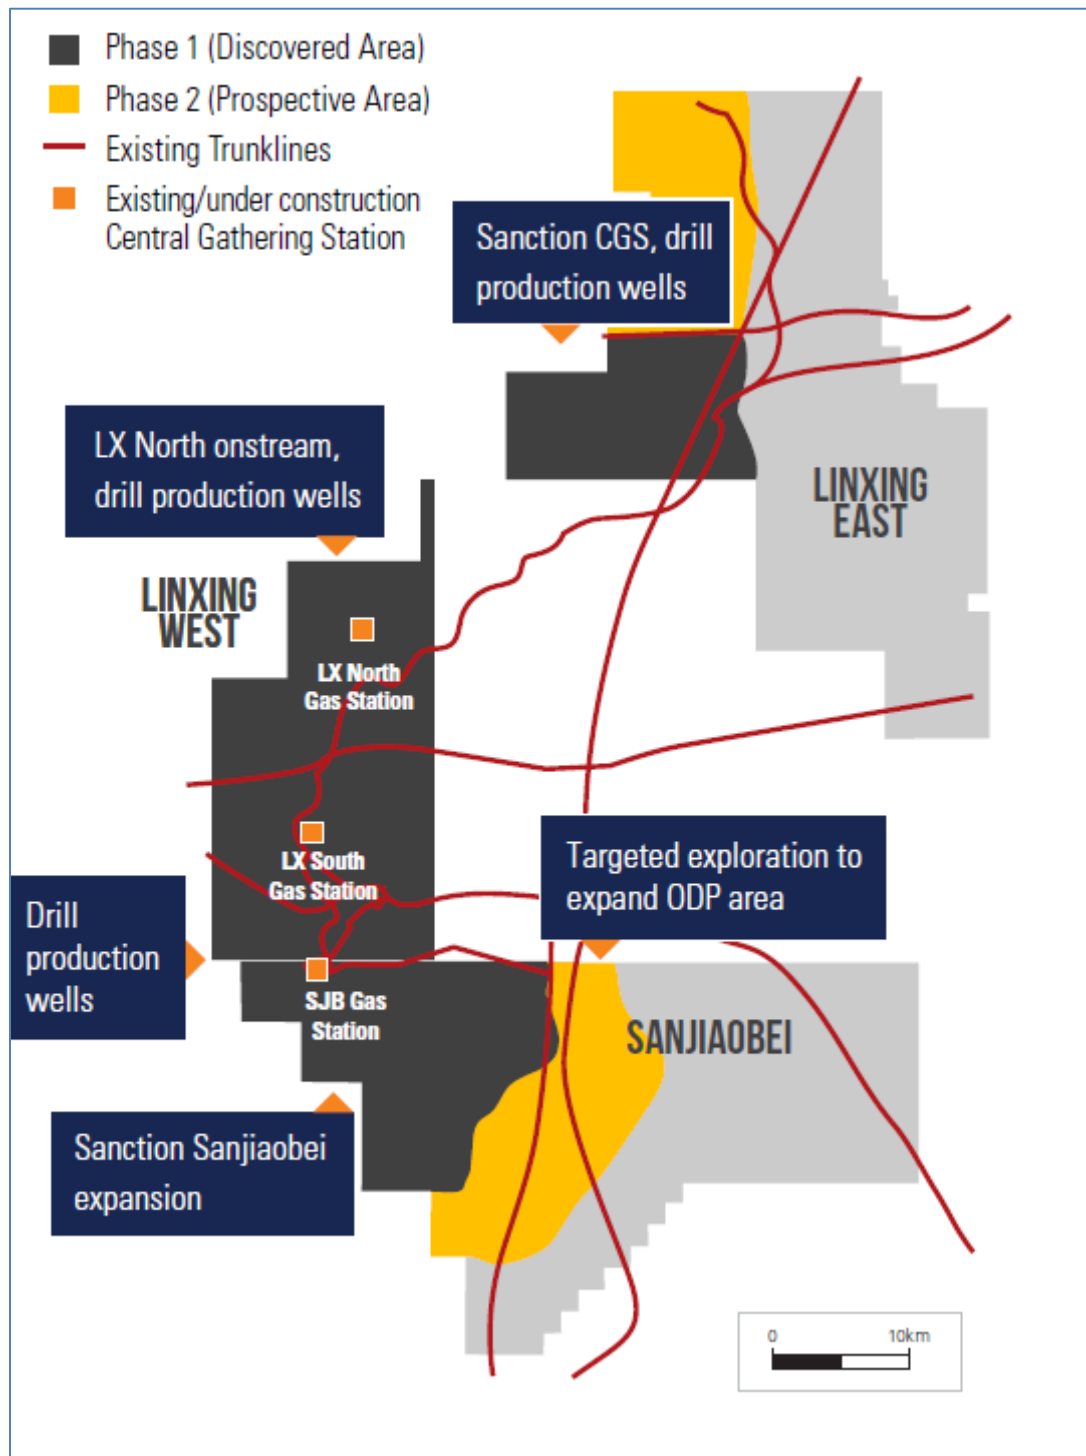 Phase 1 (Discovered Area)
Phase 2 (Prospective Area)
Existing Trunklines
Existing/under construction
Central Gathering Station
Sanction CGS, drill
production wells
LX North onstream,
drill production wells
LINXING
EAST
LINXING
WEST
LX North
Gas Station
LX South
Gas Station
Targeted exploration to
expand ODP area
Drill
production
wells
SJB Gas
Station
SANJIAOBEI
Sanction Sanjiaobei
expansion
0 10km